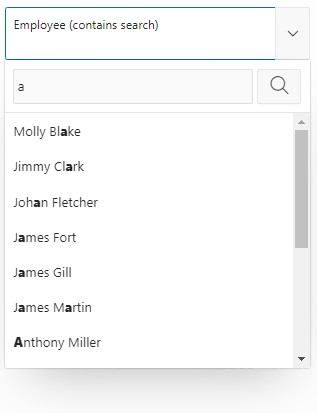 Employee (contains search)
a
Molly Blake
Jimmy Clark
Johan Fletcher
James Fort
James Gill
James Martin
Anthony Miller